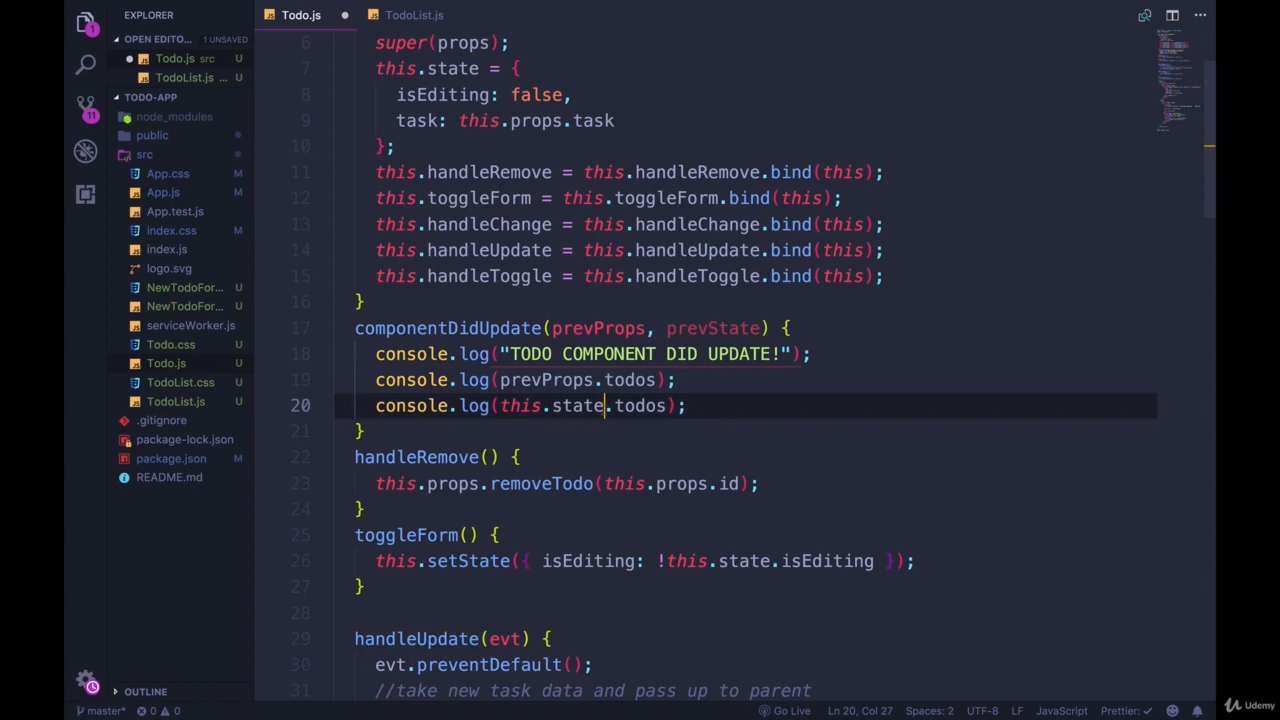 EXPLORER
OPEN EDITO... 1 UNSAVED
Todo.js src U
TodoList.js ... U
TODO-APP
node_modules
public
src
App.css M
App.js M
App.test.js
index.css M
index.js
logo.svg
NewTodoFor... U
NewTodoFor... U
serviceWorker.js
Todo.css U
Todo.js U
TodoList.css U
TodoList.js U
.gitignore
package-lock.json
package.json M
README.md
OUTLINE
1
11
Todo.js
TodoList.js
6 super(props);
7 this.state = {
8 isEditing: false,
9 task: this.props.task
10 };
11 this.handleRemove = this.handleRemove.bind(this);
12 this.toggleForm = this.toggleForm.bind(this);
13 this.handleChange = this.handleChange.bind(this);
14 this.handleUpdate = this.handleUpdate.bind(this);
15 this.handleToggle = this.handleToggle.bind(this);
16 }
17 componentDidUpdate(prevProps, prevState) {
18 console.log("TODO COMPONENT DID UPDATE!");
19 console.log(prevProps.todos);
20 console.log(this.state.todos);
21 }
22 handleRemove() {
23 this.props.removeTodo(this.props.id);
24 }
25 toggleForm() {
26 this.setState({ isEditing: !this.state.isEditing });
27 }
28
29 handleUpdate(evt) {
30 evt.preventDefault();
31 //take new task data and pass up to parent
master* 0 0
Go Live Ln 20, Col 27 Spaces: 2 UTF-8 LF JavaScript Prettier: ✓
Udemy